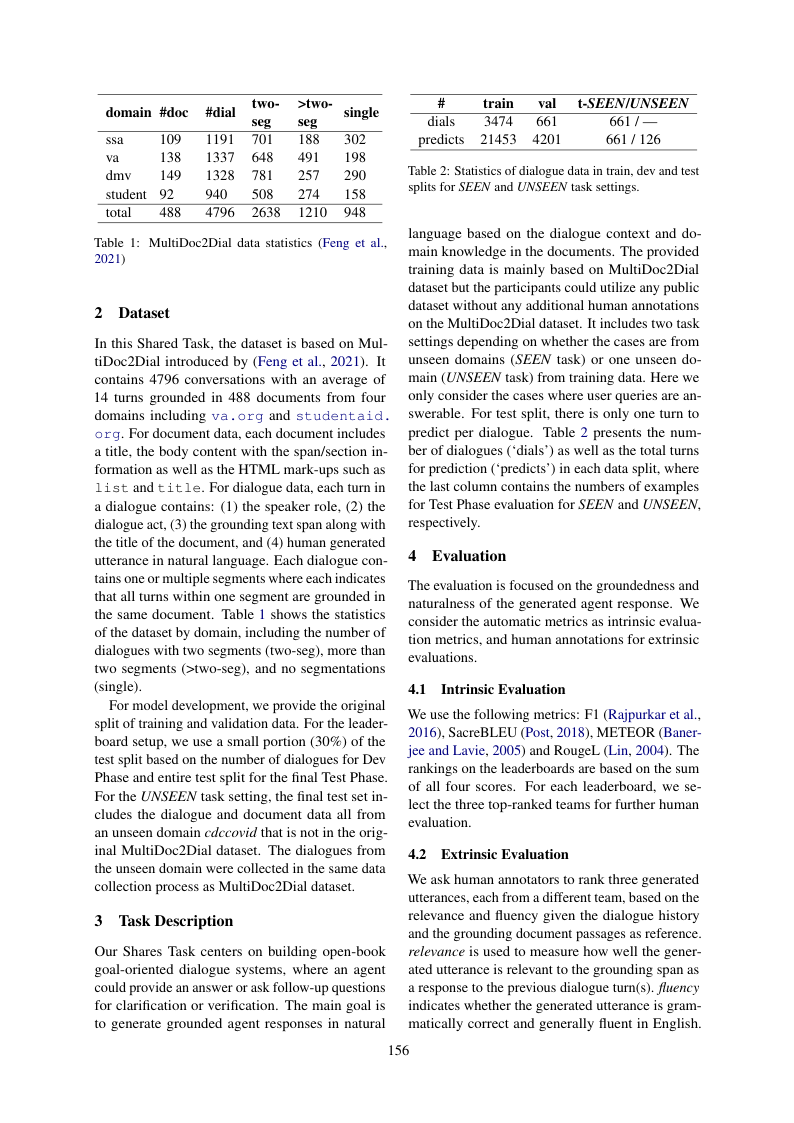 domain #doc #dial two-seg >two-seg single
ssa 109 1191 701 188 302
va 138 1337 648 491 198
dmv 149 1328 781 257 290
student 92 940 508 274 158
total 488 4796 2638 1210 948
Table 1: MultiDoc2Dial data statistics (Feng et al.,
2021)
2 Dataset
In this Shared Task, the dataset is based on Mul-
tiDoc2Dial introduced by (Feng et al., 2021). It
contains 4796 conversations with an average of
14 turns grounded in 488 documents from four
domains including va.org and studentaid.
org. For document data, each document includes
a title, the body content with the span/section in-
formation as well as the HTML mark-ups such as
list and title. For dialogue data, each turn in
a dialogue contains: (1) the speaker role, (2) the
dialogue act, (3) the grounding text span along with
the title of the document, and (4) human generated
utterance in natural language. Each dialogue con-
tains one or multiple segments where each indicates
that all turns within one segment are grounded in
the same document. Table 1 shows the statistics
of the dataset by domain, including the number of
dialogues with two segments (two-seg), more than
two segments (>two-seg), and no segmentations
(single).
For model development, we provide the original
split of training and validation data. For the leader-
board setup, we use a small portion (30%) of the
test split based on the number of dialogues for Dev
Phase and entire test split for the final Test Phase.
For the UNSEEN task setting, the final test set in-
cludes the dialogue and document data all from
an unseen domain cdccovid that is not in the orig-
inal MultiDoc2Dial dataset. The dialogues from
the unseen domain were collected in the same data
collection process as MultiDoc2Dial dataset.
3 Task Description
Our Shares Task centers on building open-book
goal-oriented dialogue systems, where an agent
could provide an answer or ask follow-up questions
for clarification or verification. The main goal is
to generate grounded agent responses in natural
# train val t-SEEN/UNSEEN
dials 3474 661 661 / —
predicts 21453 4201 661 / 126
Table 2: Statistics of dialogue data in train, dev and test
splits for SEEN and UNSEEN task settings.
language based on the dialogue context and do-
main knowledge in the documents. The provided
training data is mainly based on MultiDoc2Dial
dataset but the participants could utilize any public
dataset without any additional human annotations
on the MultiDoc2Dial dataset. It includes two task
settings depending on whether the cases are from
unseen domains (SEEN task) or one unseen do-
main (UNSEEN task) from training data. Here we
only consider the cases where user queries are an-
swerable. For test split, there is only one turn to
predict per dialogue. Table 2 presents the num-
ber of dialogues (‘dials’) as well as the total turns
for prediction (‘predicts’) in each data split, where
the last column contains the numbers of examples
for Test Phase evaluation for SEEN and UNSEEN,
respectively.
4 Evaluation
The evaluation is focused on the groundedness and
naturalness of the generated agent response. We
consider the automatic metrics as intrinsic evalua-
tion metrics, and human annotations for extrinsic
evaluations.
4.1 Intrinsic Evaluation
We use the following metrics: F1 (Rajpurkar et al.,
2016), SacreBLEU (Post, 2018), METEOR (Baner-
jee and Lavie, 2005) and RougeL (Lin, 2004). The
rankings on the leaderboards are based on the sum
of all four scores. For each leaderboard, we se-
lect the three top-ranked teams for further human
evaluation.
4.2 Extrinsic Evaluation
We ask human annotators to rank three generated
utterances, each from a different team, based on the
relevance and fluency given the dialogue history
and the grounding document passages as reference.
relevance is used to measure how well the gener-
ated utterance is relevant to the grounding span as
a response to the previous dialogue turn(s). fluency
indicates whether the generated utterance is gram-
matically correct and generally fluent in English.
156